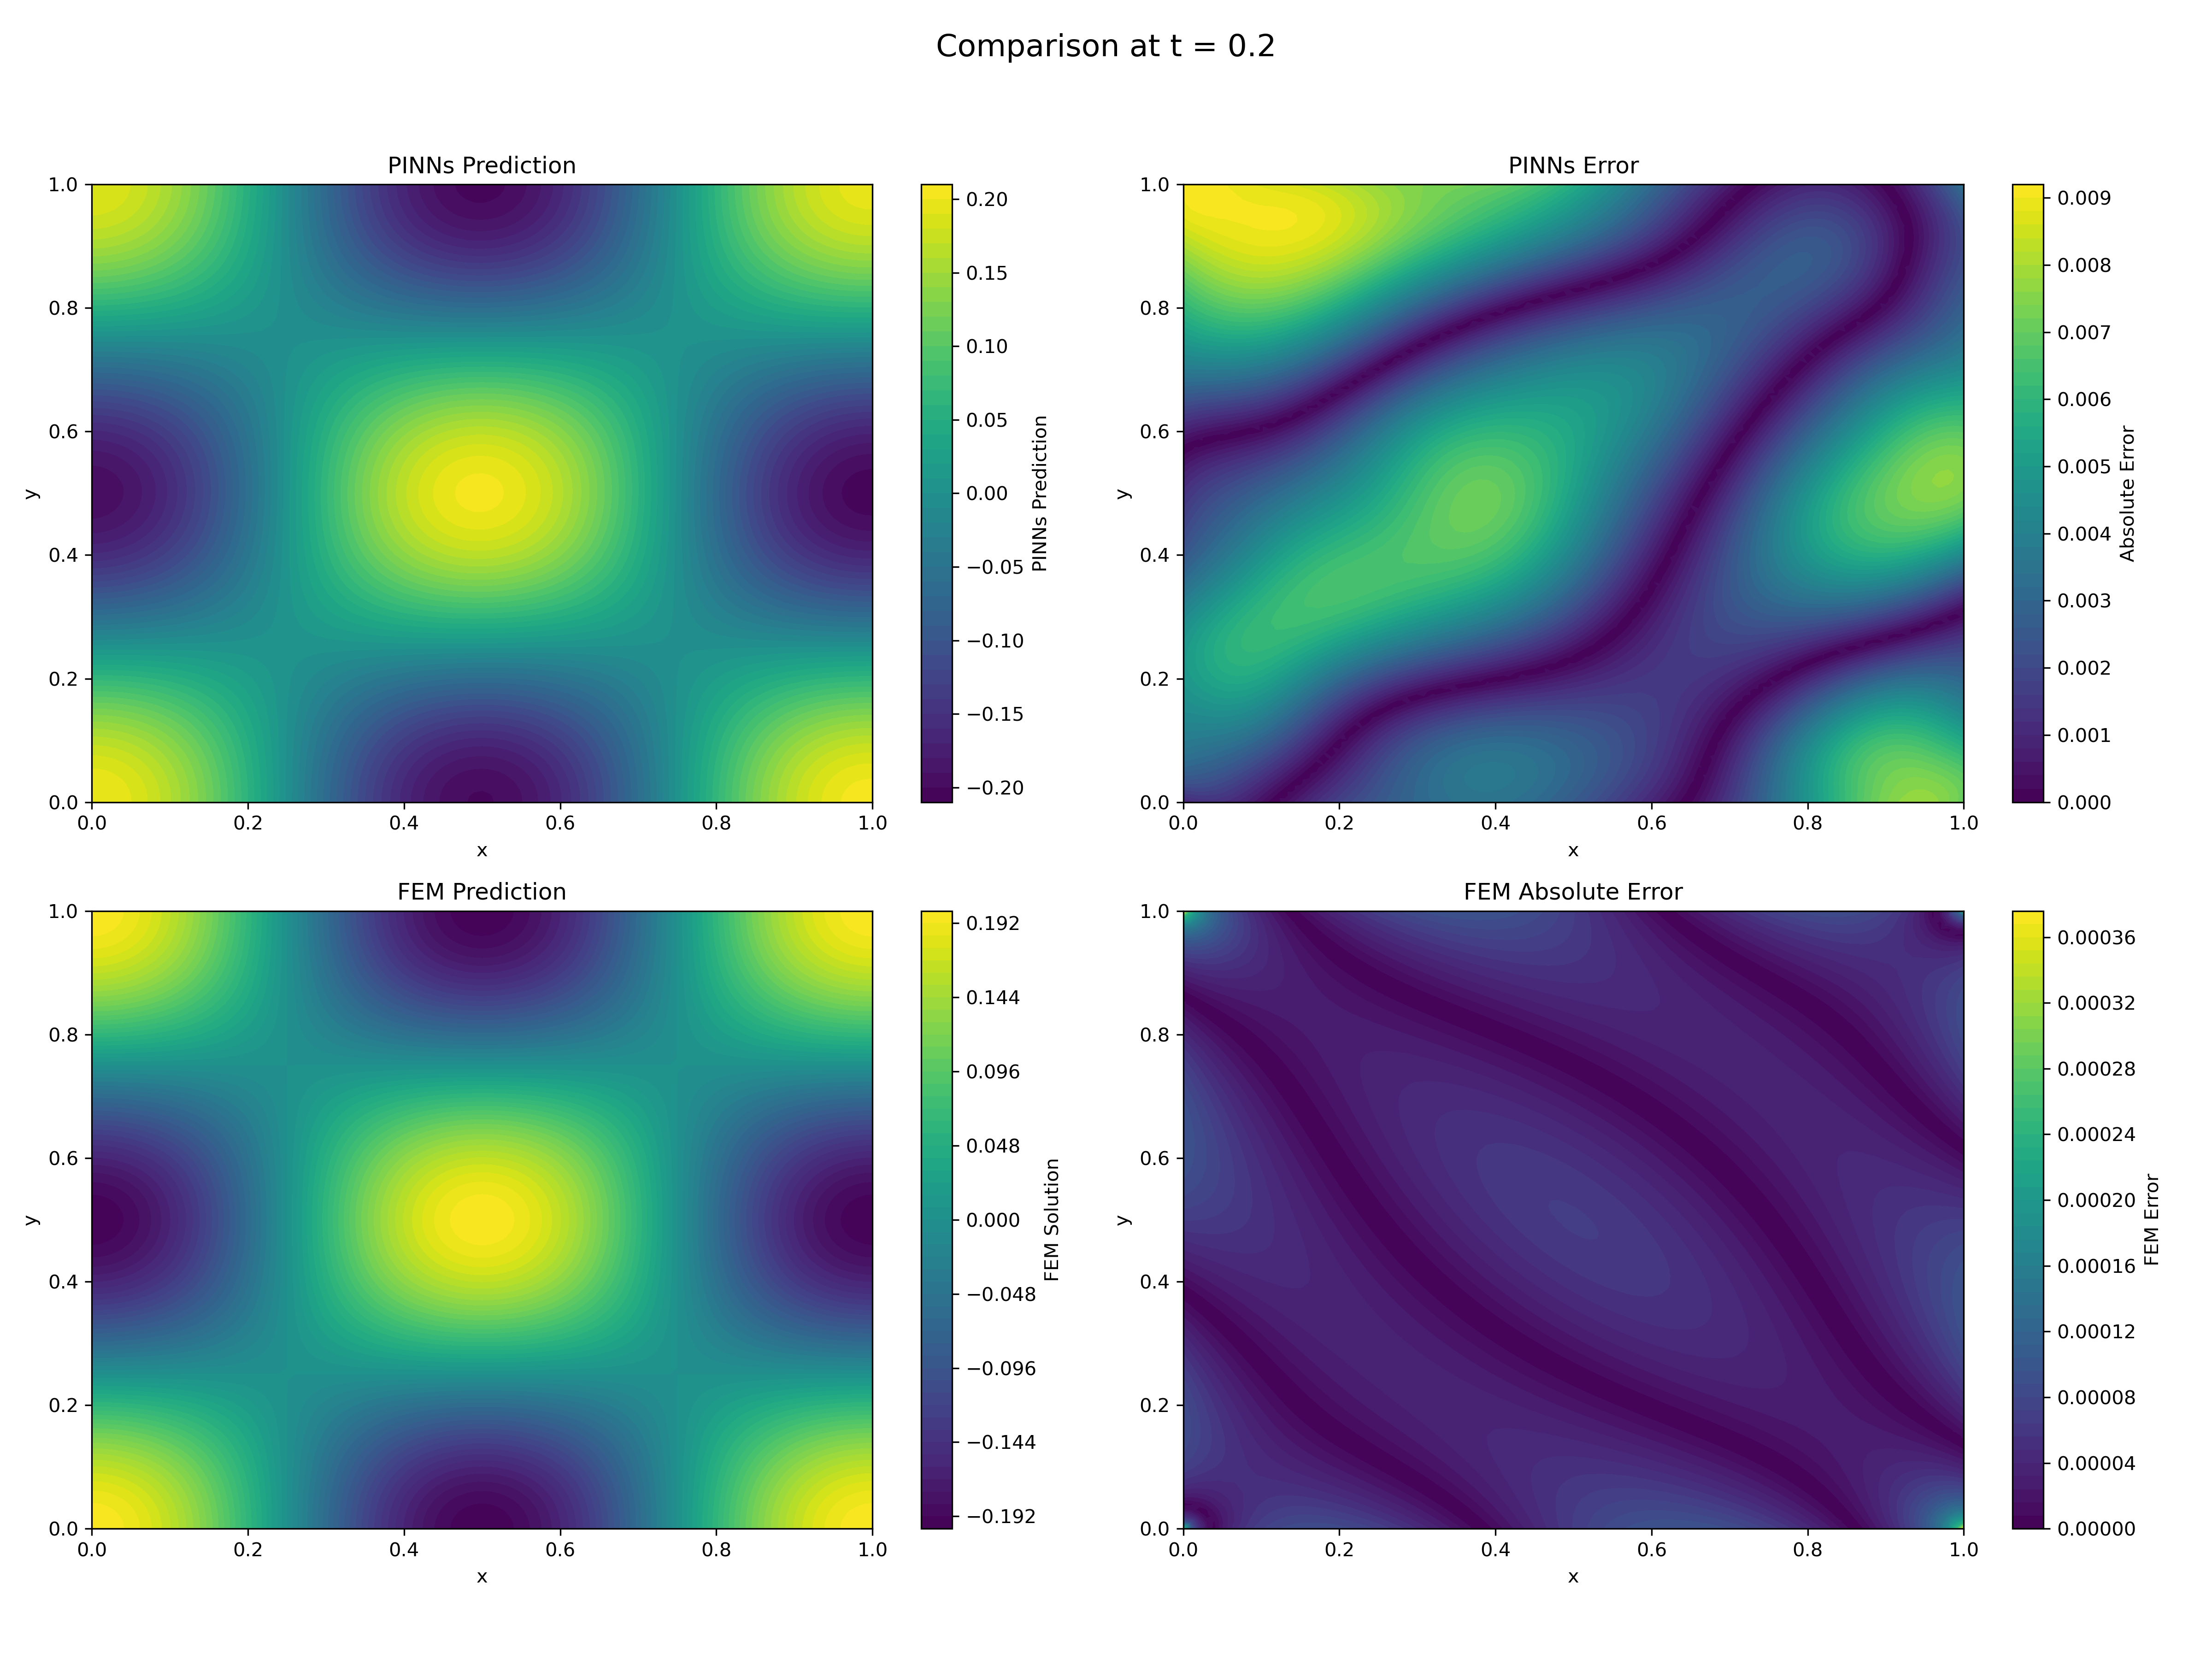 Comparison at t = 0.2
PINNs Prediction
1.0
0.8
0.6
0.4
0.2
0.0
y
0.0 0.2 0.4 0.6 0.8 1.0
x
0.20
0.15
0.10
0.05
0.00
−0.05
−0.10
−0.15
−0.20
PINNs Prediction
PINNs Error
1.0
0.8
0.6
0.4
0.2
0.0
y
0.0 0.2 0.4 0.6 0.8 1.0
x
0.009
0.008
0.007
0.006
0.005
0.004
0.003
0.002
0.001
0.000
Absolute Error
FEM Prediction
1.0
0.8
0.6
0.4
0.2
0.0
y
0.0 0.2 0.4 0.6 0.8 1.0
x
0.192
0.144
0.096
0.048
0.000
−0.048
−0.096
−0.144
−0.192
FEM Solution
FEM Absolute Error
1.0
0.8
0.6
0.4
0.2
0.0
y
0.0 0.2 0.4 0.6 0.8 1.0
x
0.00036
0.00032
0.00028
0.00024
0.00020
0.00016
0.00012
0.00008
0.00004
0.00000
FEM Error